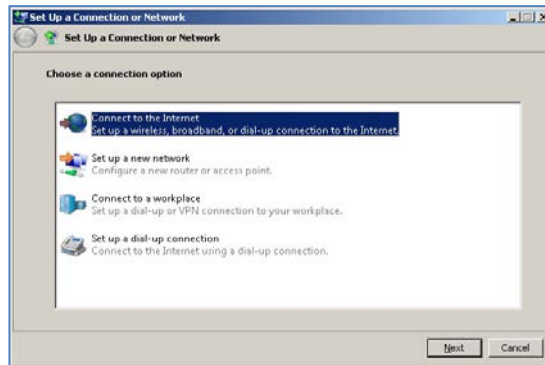 Set Up a Connection or Network
Set Up a Connection or Network
Choose a connection option
Connect to the Internet
Set up a wireless, broadband, or dial-up connection to the Internet.
Set up a new network
Configure a new router or access point.
Connect to a workplace
Set up a dial-up or VPN connection to your workplace.
Set up a dial-up connection
Connect to the Internet using a dial-up connection.
Next Cancel